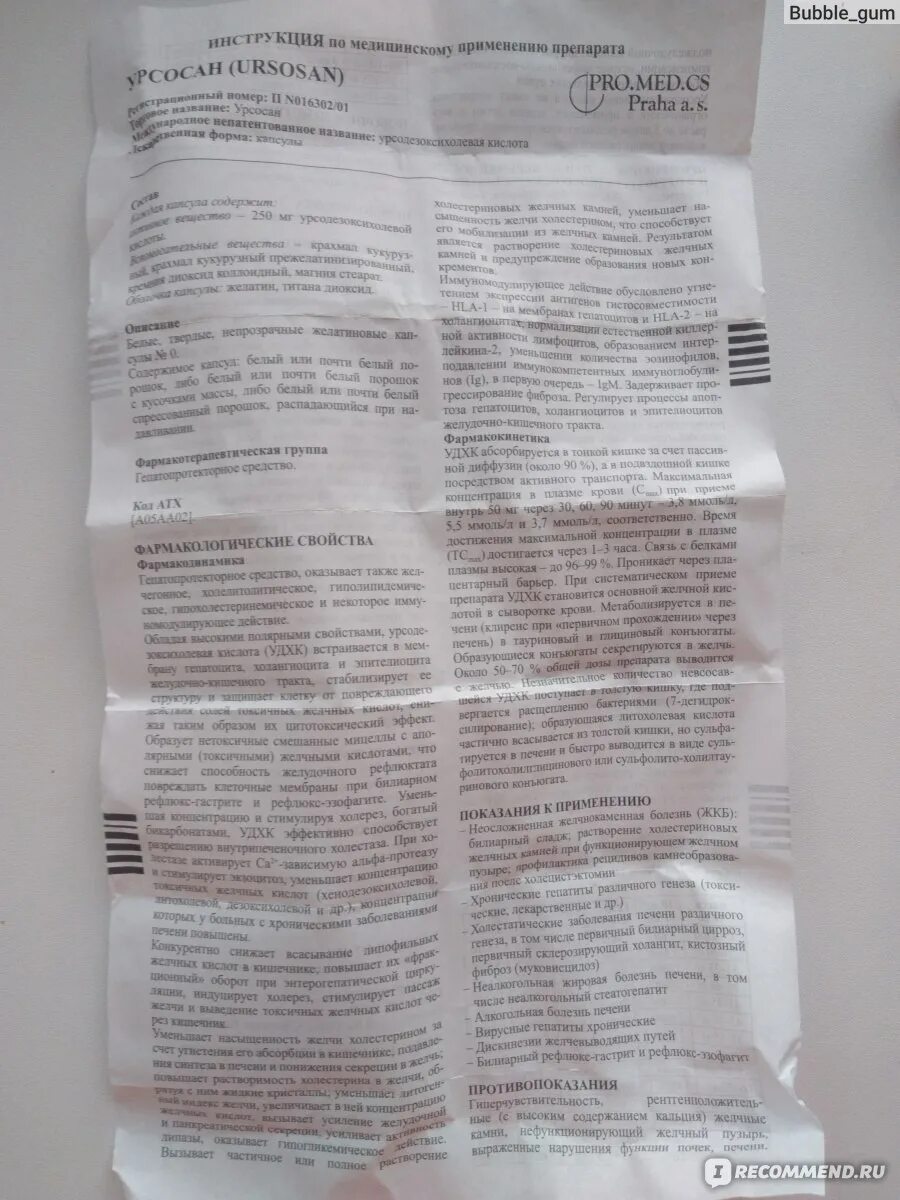 Bubble_gum
ИНСТРУКЦИЯ по медицинскому применению препарата
УРСОСАН (URSOSAN)
PRO.MED.CS
Praha a. s.
Регистрационный номер: П N016302/01
Торговое название: Урсосан
Международное непатентованное название: урсодезоксихолевая кислота
Лекарственная форма: капсулы
Состав
Каждая капсула содержит:
активное вещество – 250 мг урсодезоксихолевой
кислоты.
Вспомогательные вещества – крахмал кукуруз-
ный, крахмал кукурузный прежелатинизированный,
кремния диоксид коллоидный, магния стеарат.
Оболочка капсулы: желатин, титана диоксид.
Описание
Белые, твердые, непрозрачные желатиновые кап-
сулы № 0.
Содержимое капсул: белый или почти белый по-
рошок, либо белый или почти белый порошок
с кусочками массы, либо белый или почти белый
спрессованный порошок, распадающийся при на-
давливании.
Фармакотерапевтическая группа
Гепатопротекторное средство.
Код АТХ
[A05AA02]
ФАРМАКОЛОГИЧЕСКИЕ СВОЙСТВА
Фармакодинамика
Гепатопротекторное средство, оказывает также жел-
чегонное, холелитолитическое, гиполипидемиче-
ское, гипохолестеринемическое и некоторое имму-
номодулирующее действие.
Обладая высокими полярными свойствами, урсоде-
зоксихолевая кислота (УДХК) встраивается в мем-
брану гепатоцита, холангиоцита и эпителиоцита
желудочно-кишечного тракта, стабилизирует ее
структуру и защищает клетку от повреждающего
действия солей токсичных желчных кислот, сни-
жая таким образом их цитотоксический эффект.
Образует нетоксичные смешанные мицеллы с апо-
лярными (токсичными) желчными кислотами, что
снижает способность желудочного рефлюктата
повреждать клеточные мембраны при билиарном
рефлюкс-гастрите и рефлюкс-эзофагите. Умень-
шая концентрацию и стимулируя холерез, богатый
бикарбонатами, УДХК эффективно способствует
разрешению внутрипеченочного холестаза. При хо-
лестазе активирует Ca²-зависимую альфа-протеазу
и стимулирует экзоцитоз, уменьшает концентрацию
токсичных желчных кислот (хенодезоксихолевой,
литохолевой, дезоксихолевой и др.), концентрации
которых у больных с хроническими заболеваниями
печени повышены.
Конкурентно снижает всасывание липофильных
желчных кислот в кишечнике, повышает их «фрак-
ционный» оборот при энтерогепатической цирку-
ляции, индуцирует холерез, стимулирует пассаж
желчи и выведение токсичных желчных кислот че-
рез кишечник.
Уменьшает насыщенность желчи холестерином за
счет угнетения его абсорбции в кишечнике, подавле-
ния синтеза в печени и понижения секреции в желчь;
повышает растворимость холестерина в желчи, об-
разуя с ним жидкие кристаллы; уменьшает литоген-
ный индекс желчи, увеличивает в ней концентрацию
желчных кислот, вызывает усиление желудочной
и панкреатической секреции, усиливает активность
липазы, оказывает гипогликемическое действие.
Вызывает частичное или полное растворение
холестериновых желчных камней, уменьшает на-
сыщенность желчи холестерином, что способствует
его мобилизации из желчных камней. Результатом
является растворение холестериновых желчных
камней и предупреждение образования новых кон-
крементов.
Иммуномодулирующее действие обусловлено угне-
тением экспрессии антигенов гистосовместимости
– HLA-1 – на мембранах гепатоцитов и HLA-2 – на
холангиоцитах, нормализации естественной киллер-
ной активности лимфоцитов, образованием интер-
лейкина-2, уменьшении количества эозинофилов,
подавлении иммунокомпетентных иммуноглобули-
нов (Ig), в первую очередь – IgM. Задерживает про-
грессирование фиброза. Регулирует процессы апоп-
тоза гепатоцитов, холангиоцитов и эпителиоцитов
желудочно-кишечного тракта.
Фармакокинетика
УДХК абсорбируется в тонкой кишке за счет пассив-
ной диффузии (около 90 %), а в подвздошной кишке
посредством активного транспорта. Максимальная
концентрация в плазме крови (Cmax) при приеме
внутрь 50 мг через 30, 60, 90 минут – 3,8 ммоль/л,
5,5 ммоль/л и 3,7 ммоль/л, соответственно. Время
достижения максимальной концентрации в плазме
(TCmax) достигается через 1–3 часа. Связь с белками
плазмы высокая – до 96–99 %. Проникает через пла-
центарный барьер. При систематическом приеме
препарата УДХК становится основной желчной кис-
лотой в сыворотке крови. Метаболизируется в пе-
чени (клиренс при «первичном прохождении» через
печень) в тауриновый и глициновый конъюгаты.
Образующиеся конъюгаты секретируются в желчь.
Около 50–70 % общей дозы препарата выводится
с желчью. Незначительное количество невсосав-
шейся УДХК поступает в толстую кишку, где под-
вергается расщеплению бактериями (7-дегидрок-
силирование); образующаяся литохолевая кислота
частично всасывается из толстой кишки, но сульфа-
тируется в печени и быстро выводится в виде суль-
фолитохолилглицинового или сульфолито-холилтау-
ринового конъюгата.
ПОКАЗАНИЯ К ПРИМЕНЕНИЮ
– Неосложненная желчнокаменная болезнь (ЖКБ):
билиарный сладж; растворение холестериновых
желчных камней при функционирующем желчном
пузыре; профилактика рецидивов камнеобразова-
ния после холецистэктомии
– Хронические гепатиты различного генеза (токси-
ческие, лекарственные и др.)
– Холестатические заболевания печени различного
генеза, в том числе первичный билиарный цирроз,
первичный склерозирующий холангит, кистозный
фиброз (муковисцидоз)
– Неалкогольная жировая болезнь печени, в том
числе неалкогольный стеатогепатит
– Алкогольная болезнь печени
– Вирусные гепатиты хронические
– Дискинезии желчевыводящих путей
– Билиарный рефлюкс-гастрит и рефлюкс-эзофагит
ПРОТИВОПОКАЗАНИЯ
Гиперчувствительность, рентгеноположитель-
ные (с высоким содержанием кальция) желчные
камни, нефункционирующий желчный пузырь,
выраженные нарушения функции почек, печени.
IRECOMMEND.RU